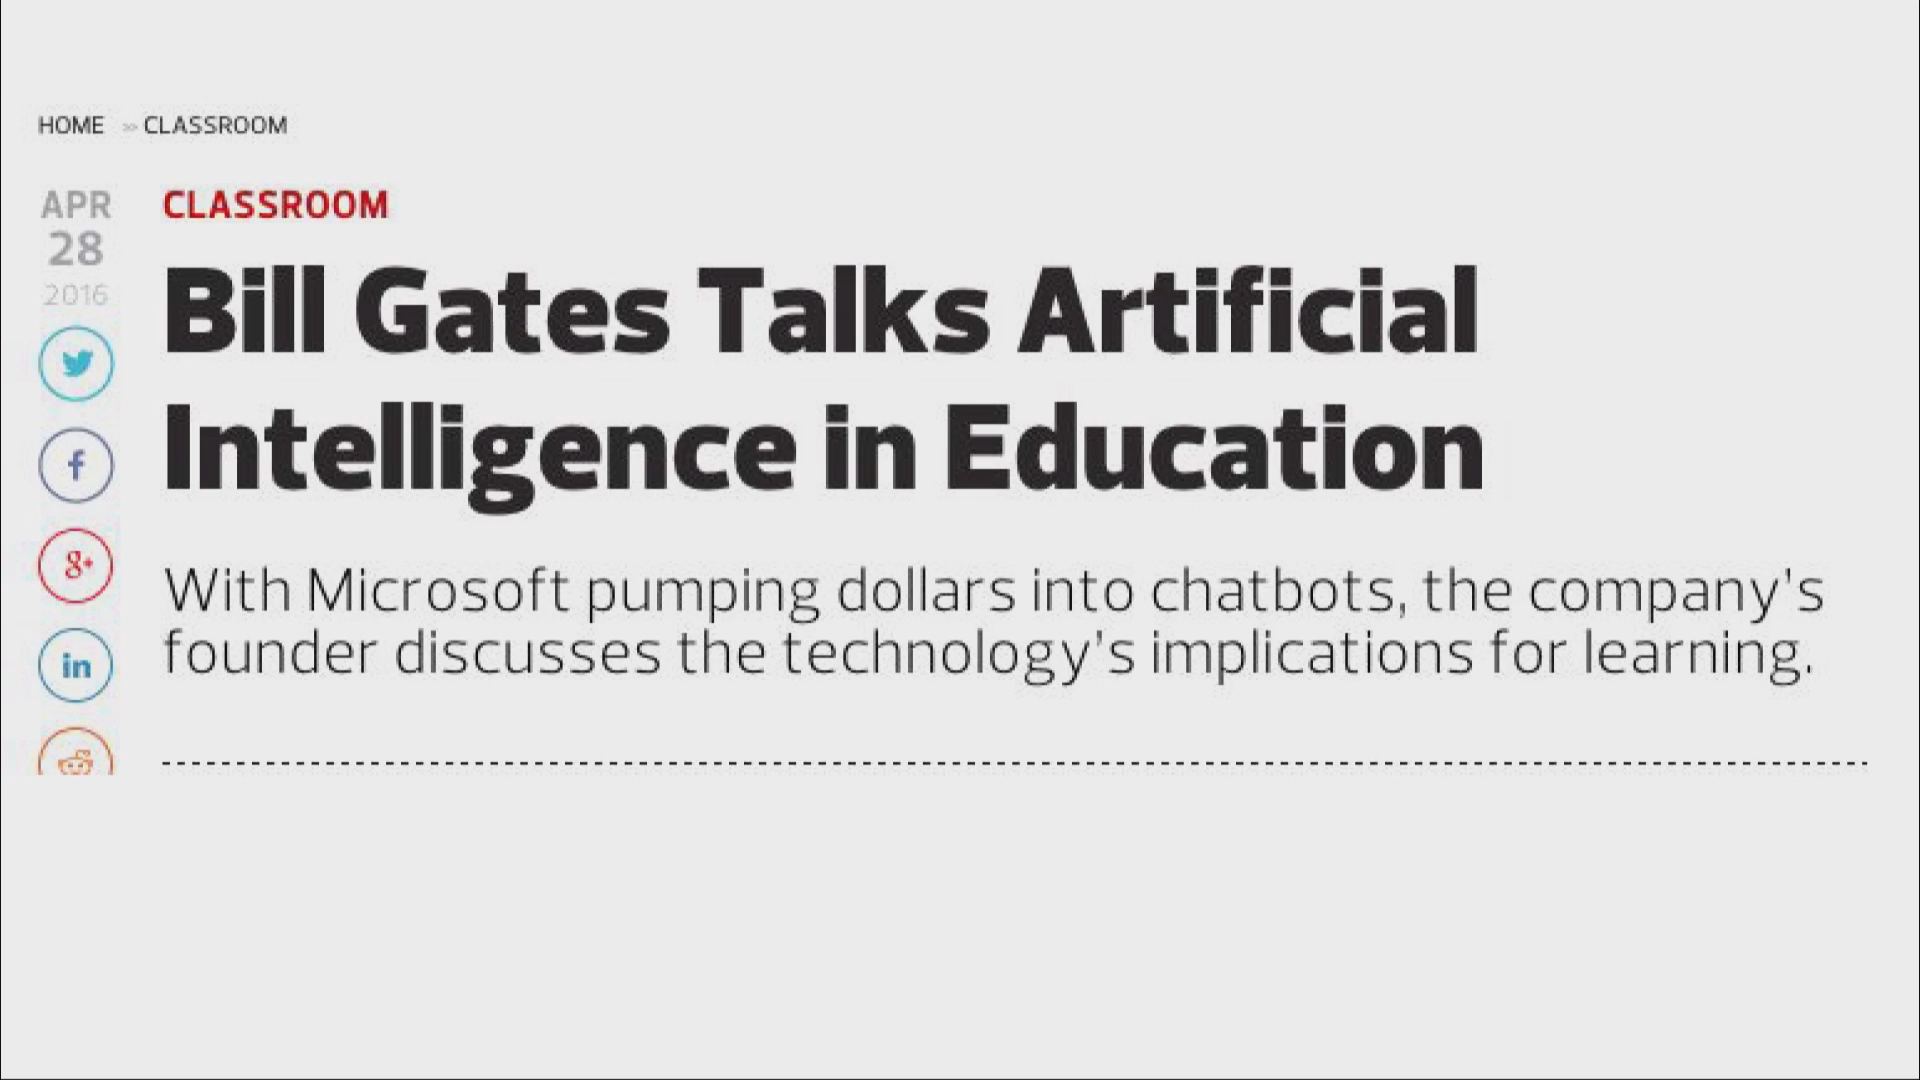 HOME » CLASSROOM
APR
28
2016
CLASSROOM
Bill Gates Talks Artificial
Intelligence in Education
With Microsoft pumping dollars into chatbots, the company's
founder discusses the technology's implications for learning.
f
g+
in